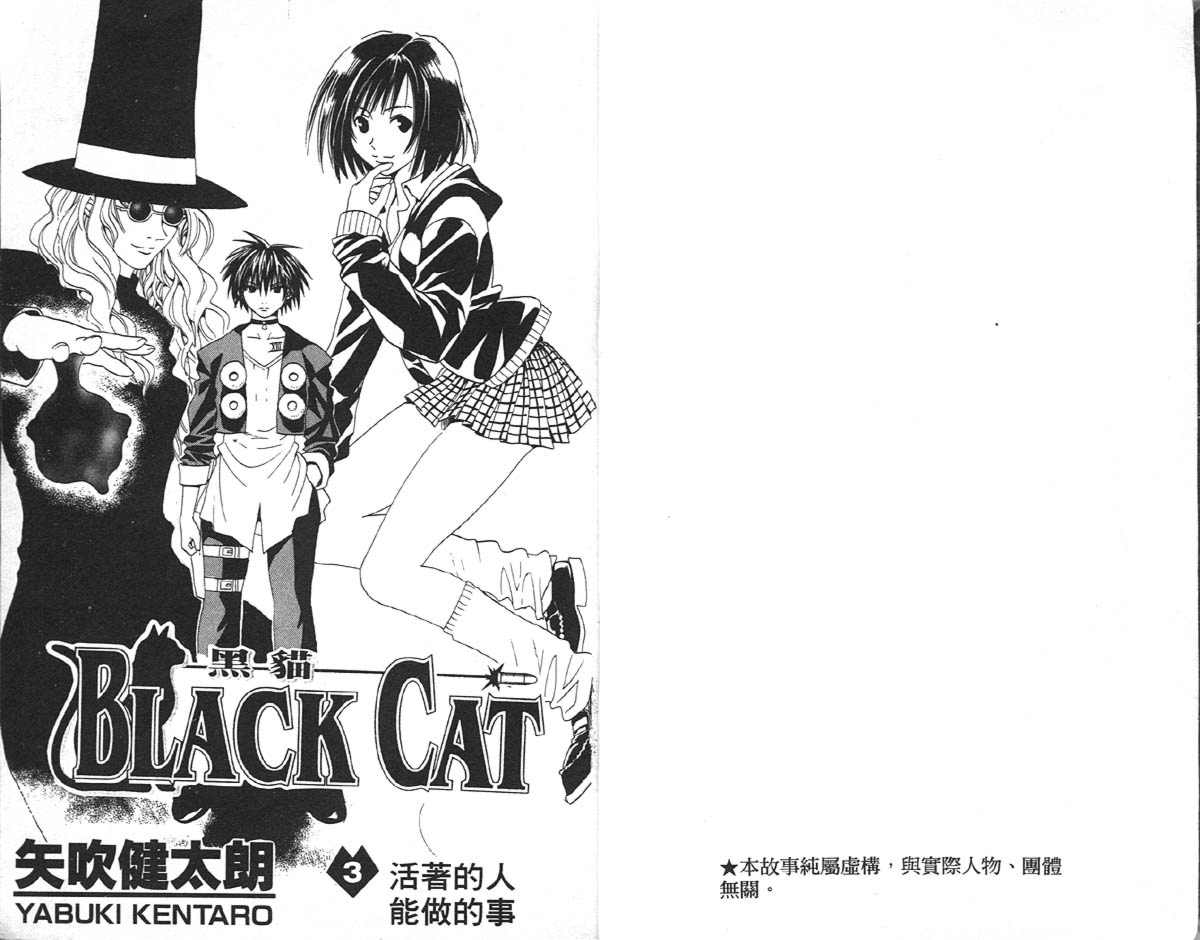 XIII
黑貓
BLACK CAT
矢吹健太朗
YABUKI KENTARO
3
活著的人
能做的事
★本故事純屬虛構，與實際人物、團體
無關。